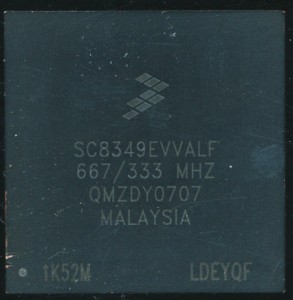 SC8349EVVALF
667/333 MHZ
QMZDY0707
MALAYSIA
1K52M LDEYQF